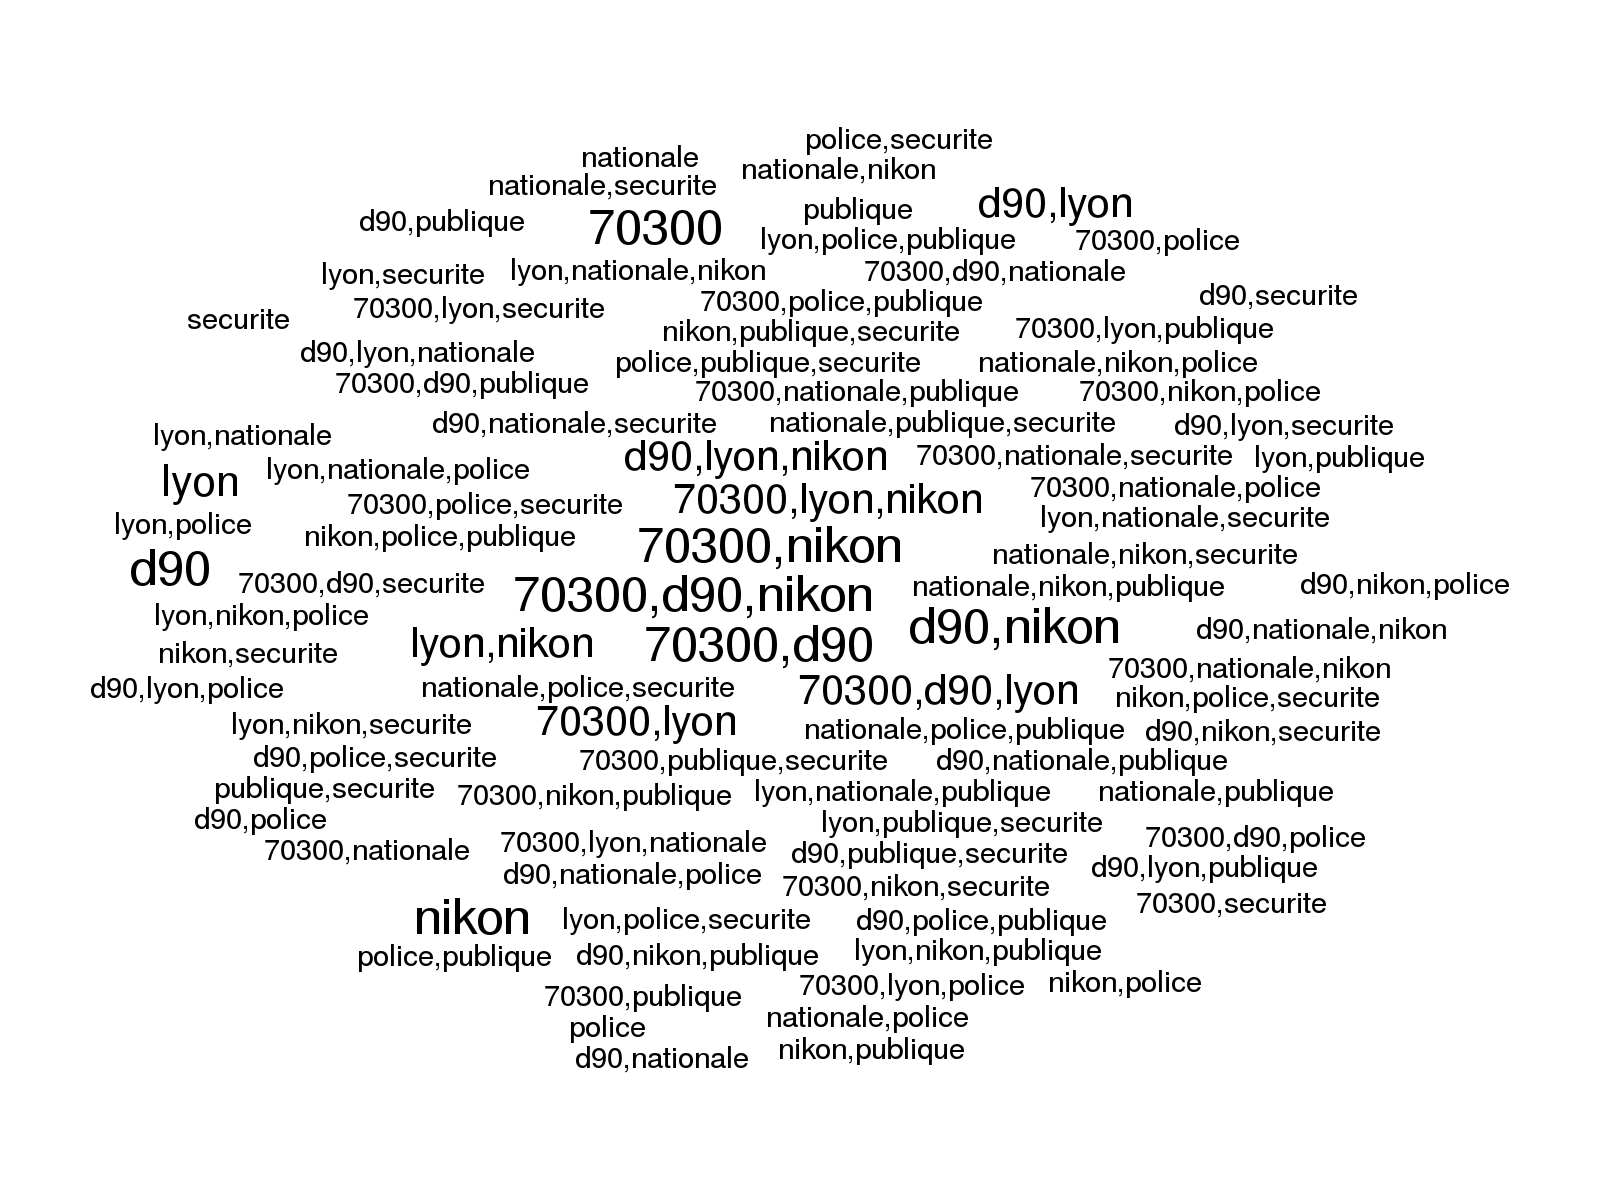 police,securite
nationale
nationale,nikon
nationale,securite
d90,lyon
publique
d90,publique
70300
lyon,police,publique
70300,police
lyon,nationale,nikon
70300,d90,nationale
lyon,securite
d90,securite
70300,police,publique
70300,lyon,securite
securite
nikon,publique,securite
70300,lyon,publique
d90,lyon,nationale
police,publique,securite
nationale,nikon,police
70300,d90,publique
70300,nationale,publique
70300,nikon,police
d90,nationale,securite
nationale,publique,securite
d90,lyon,securite
lyon,nationale
d90,lyon,nikon
70300,nationale,securite
lyon,publique
lyon
lyon,nationale,police
70300,nationale,police
70300,lyon,nikon
70300,police,securite
lyon,nationale,securite
lyon,police
nikon,police,publique
70300,nikon
nationale,nikon,securite
d90
70300,d90,securite
70300,d90,nikon
nationale,nikon,publique
d90,nikon,police
lyon,nikon,police
d90,nikon
d90,nationale,nikon
lyon,nikon
70300,d90
nikon,securite
70300,nationale,nikon
d90,lyon,police
nationale,police,securite
70300,d90,lyon
nikon,police,securite
lyon,nikon,securite
70300,lyon
nationale,police,publique
d90,nikon,securite
d90,police,securite
70300,publique,securite
d90,nationale,publique
publique,securite
70300,nikon,publique
lyon,nationale,publique
nationale,publique
d90,police
lyon,publique,securite
70300,d90,police
70300,nationale
70300,lyon,nationale
d90,publique,securite
d90,lyon,publique
d90,nationale,police
70300,nikon,securite
70300,securite
nikon
lyon,police,securite
d90,police,publique
police,publique
d90,nikon,publique
lyon,nikon,publique
70300,lyon,police
nikon,police
70300,publique
nationale,police
police
nikon,publique
d90,nationale